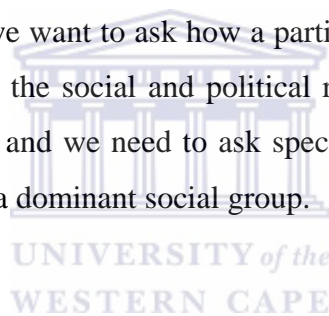 we want to ask how a parti
the social and political r
and we need to ask spec
a dominant social group.
UNIVERSITY of the
WESTERN CAPE